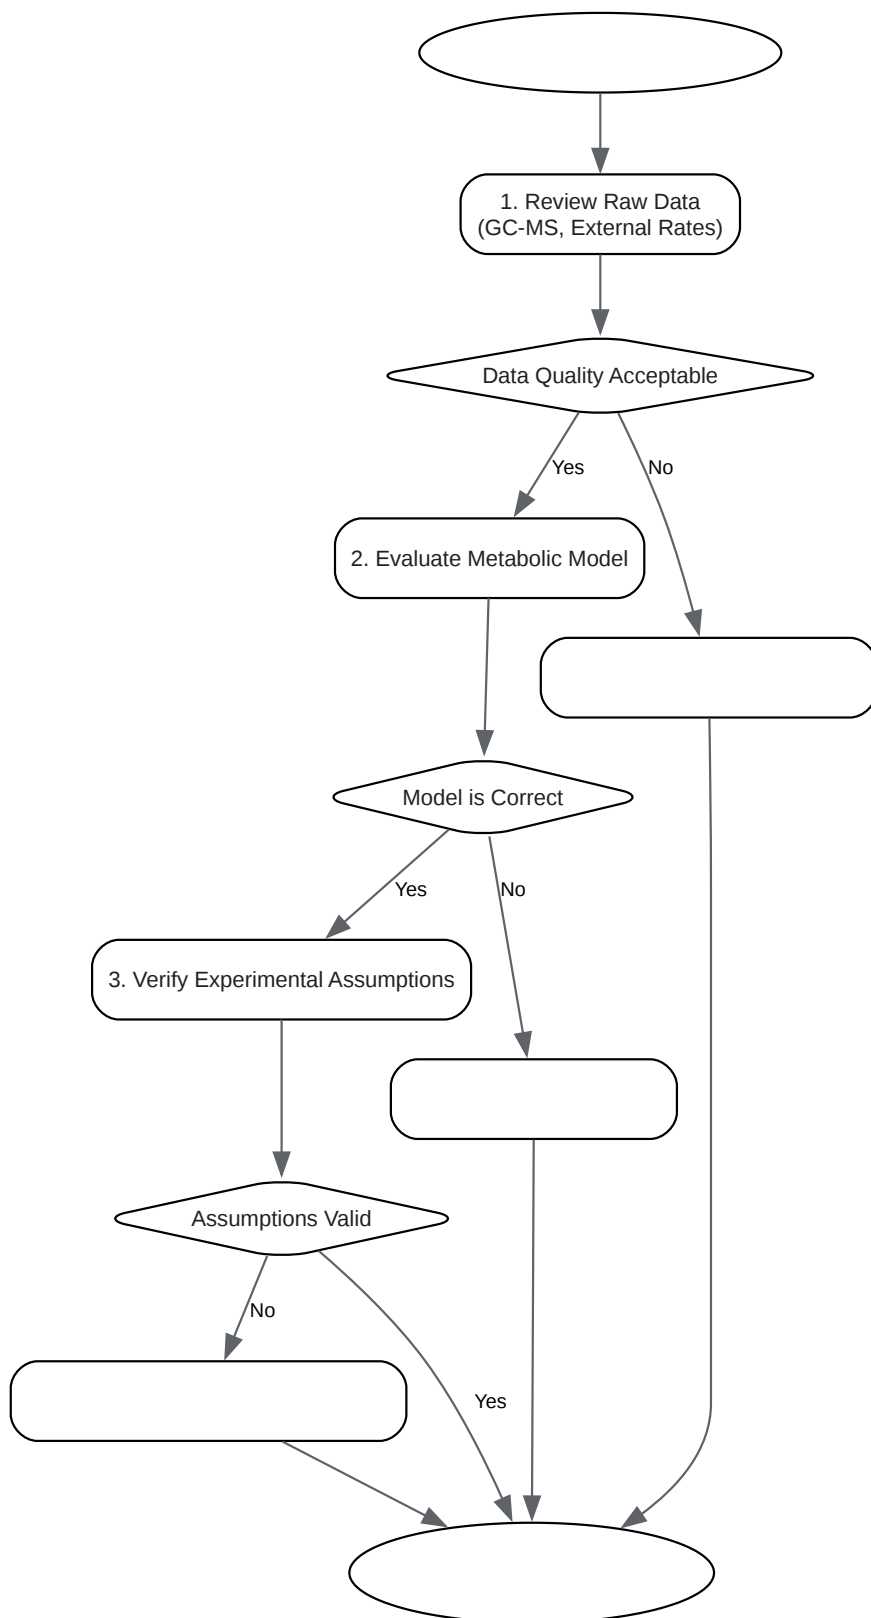 1. Review Raw Data
(GC-MS, External Rates)
Data Quality Acceptable
Yes
No
2. Evaluate Metabolic Model
Model is Correct
Yes
No
3. Verify Experimental Assumptions
Assumptions Valid
No
Yes